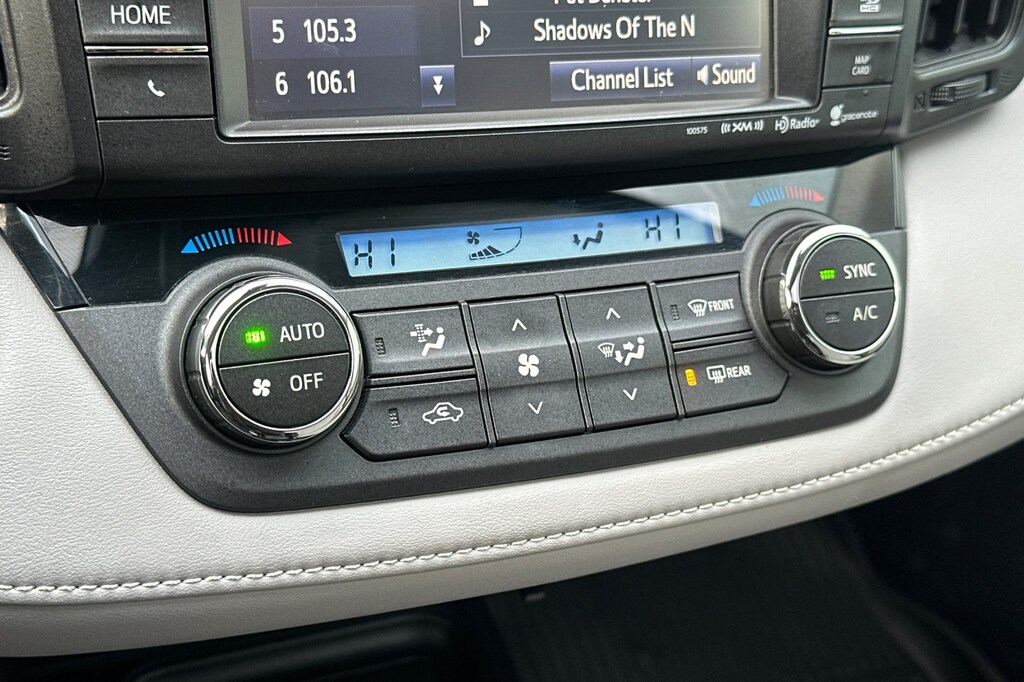 HOME
5 105.3
Shadows Of The N
6 106.1
Channel List
Sound
MAP
CARD
100575
((XM))
HD Radio
gracenote
HI
HI
AUTO
OFF
FRONT
REAR
SYNC
A/C